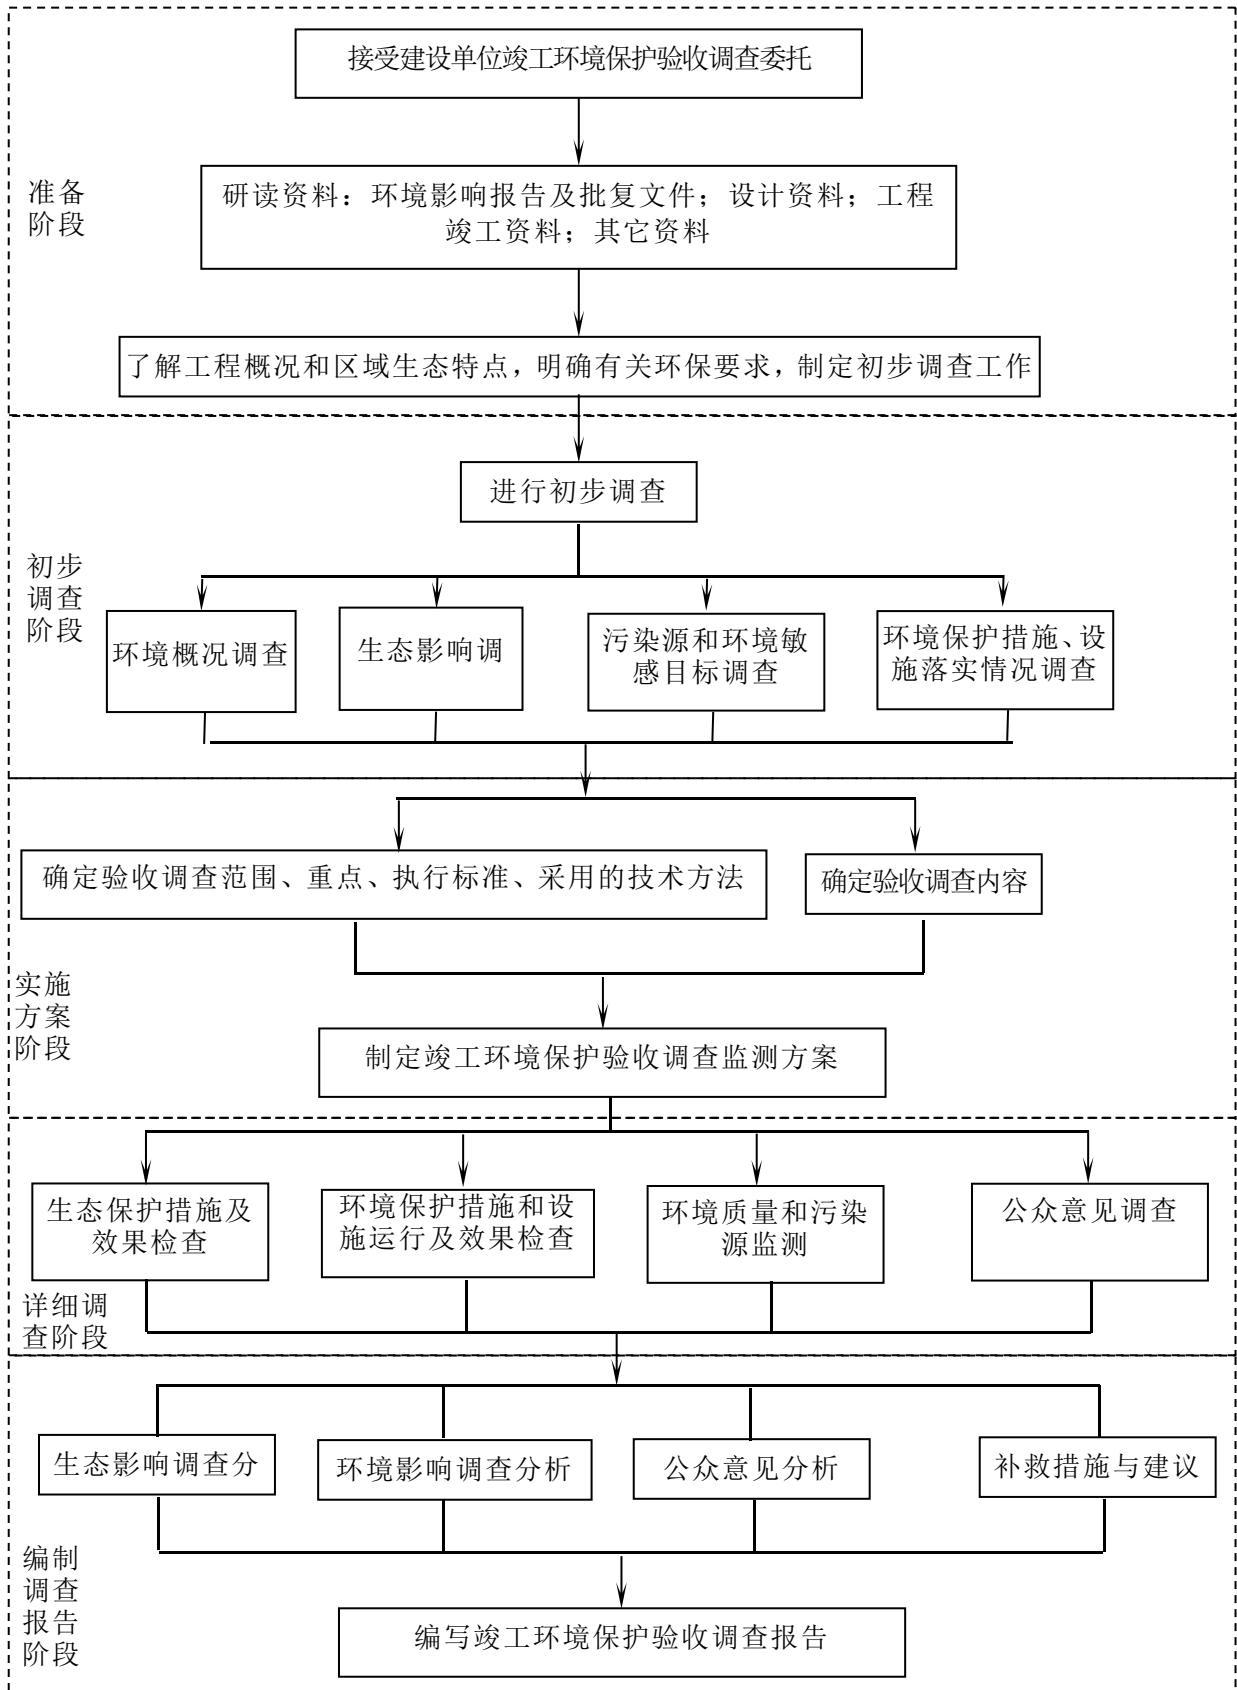 接受建设单位竣工环境保护验收调查委托
准备
阶段
研读资料：环境影响报告及批复文件；设计资料；工程
竣工资料；其它资料
了解工程概况和区域生态特点，明确有关环保要求，制定初步调查工作
进行初步调查
初步
调查
阶段
环境概况调查
生态影响调
污染源和环境敏
感目标调查
环境保护措施、设
施落实情况调查
确定验收调查范围、重点、执行标准、采用的技术方法
确定验收调查内容
实施
方案
阶段
制定竣工环境保护验收调查监测方案
生态保护措施及
效果检查
环境保护措施和设
施运行及效果检查
环境质量和污染
源监测
公众意见调查
详细调
查阶段
生态影响调查分
环境影响调查分析
公众意见分析
补救措施与建议
编制
调查
报告
阶段
编写竣工环境保护验收调查报告